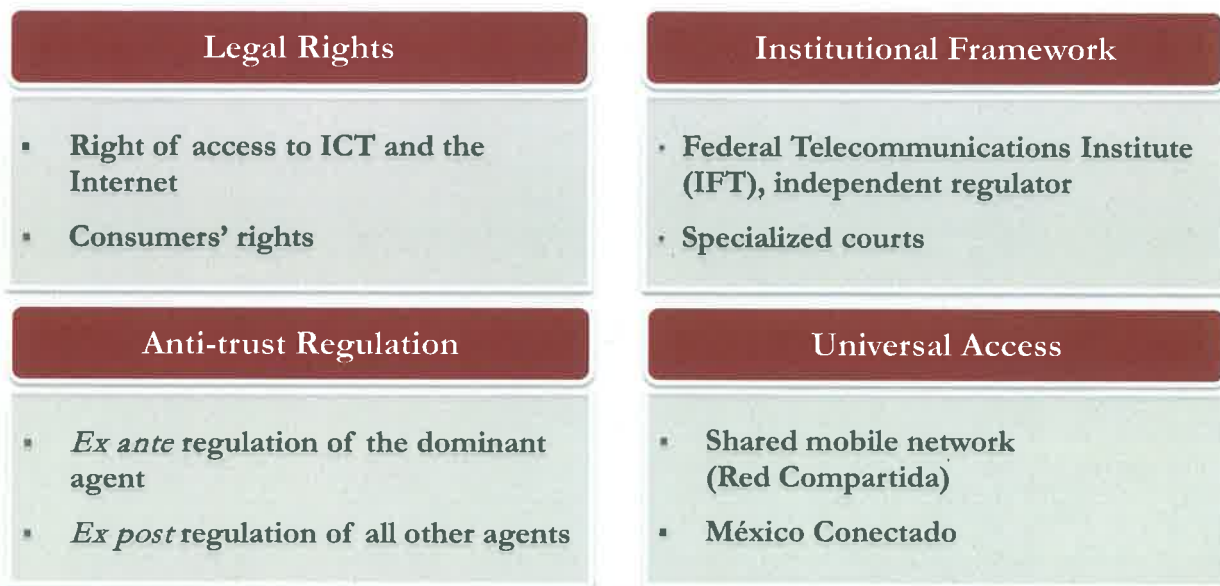 Legal Rights
▪ Right of access to ICT and the
Internet
▪ Consumers’ rights
Institutional Framework
· Federal Telecommunications Institute
(IFT), independent regulator
· Specialized courts
Anti-trust Regulation
▪ Ex ante regulation of the dominant
agent
▪ Ex post regulation of all other agents
Universal Access
▪ Shared mobile network
(Red Compartida)
▪ México Conectado